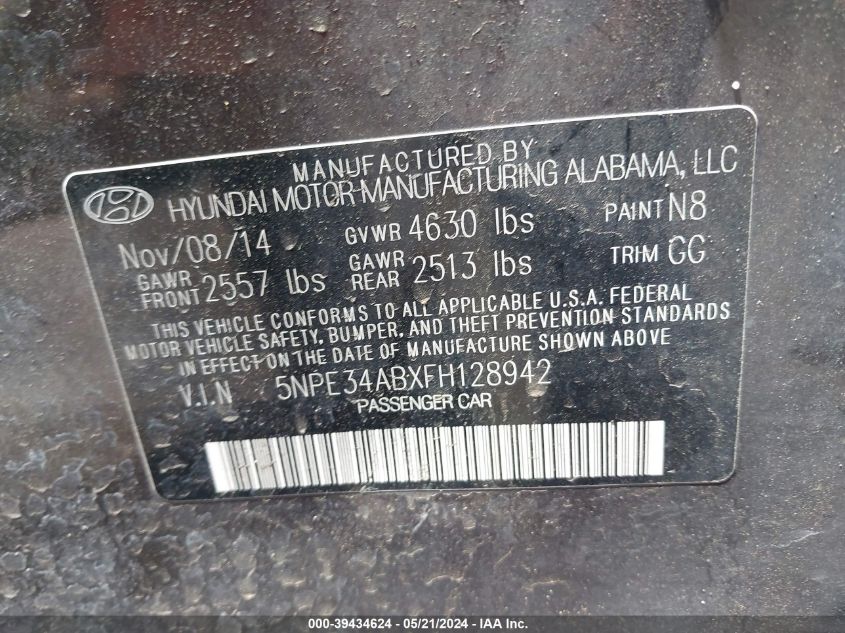 MANUFACTURED BY
HYUNDAI MOTOR MANUFACTURING ALABAMA, LLC
Nov/08/14 GVWR 4630 lbs PAINT N8
GAWR FRONT 2557 lbs GAWR REAR 2513 lbs TRIM GG
THIS VEHICLE CONFORMS TO ALL APPLICABLE U.S.A. FEDERAL
MOTOR VEHICLE SAFETY, BUMPER, AND THEFT PREVENTION STANDARDS
IN EFFECT ON THE DATE OF MANUFACTURE SHOWN ABOVE
V.I.N 5NPE34ABXFH128942
PASSENGER CAR
000-39434624 - 05/21/2024 - IAA Inc.